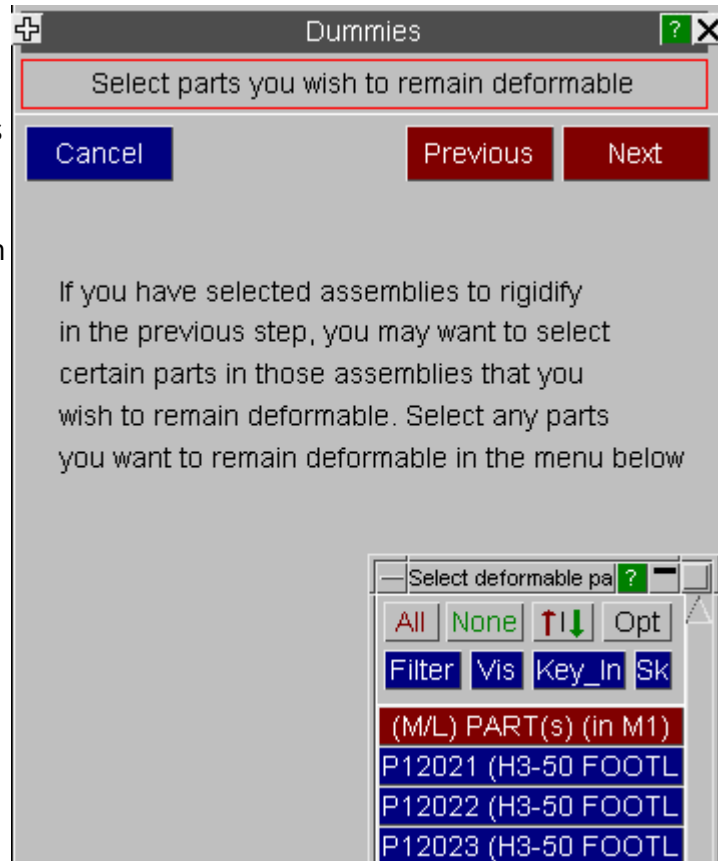 Dummies ?
Select parts you wish to remain deformable
Cancel Previous Next
If you have selected assemblies to rigidify
in the previous step, you may want to select
certain parts in those assemblies that you
wish to remain deformable. Select any parts
you want to remain deformable in the menu below
Select deformable pa ?
All None Opt
Filter Vis Key_In Sk
(M/L) PART(s) (in M1)
P12021 (H3-50 FOOTL
P12022 (H3-50 FOOTL
P12023 (H3-50 FOOTL